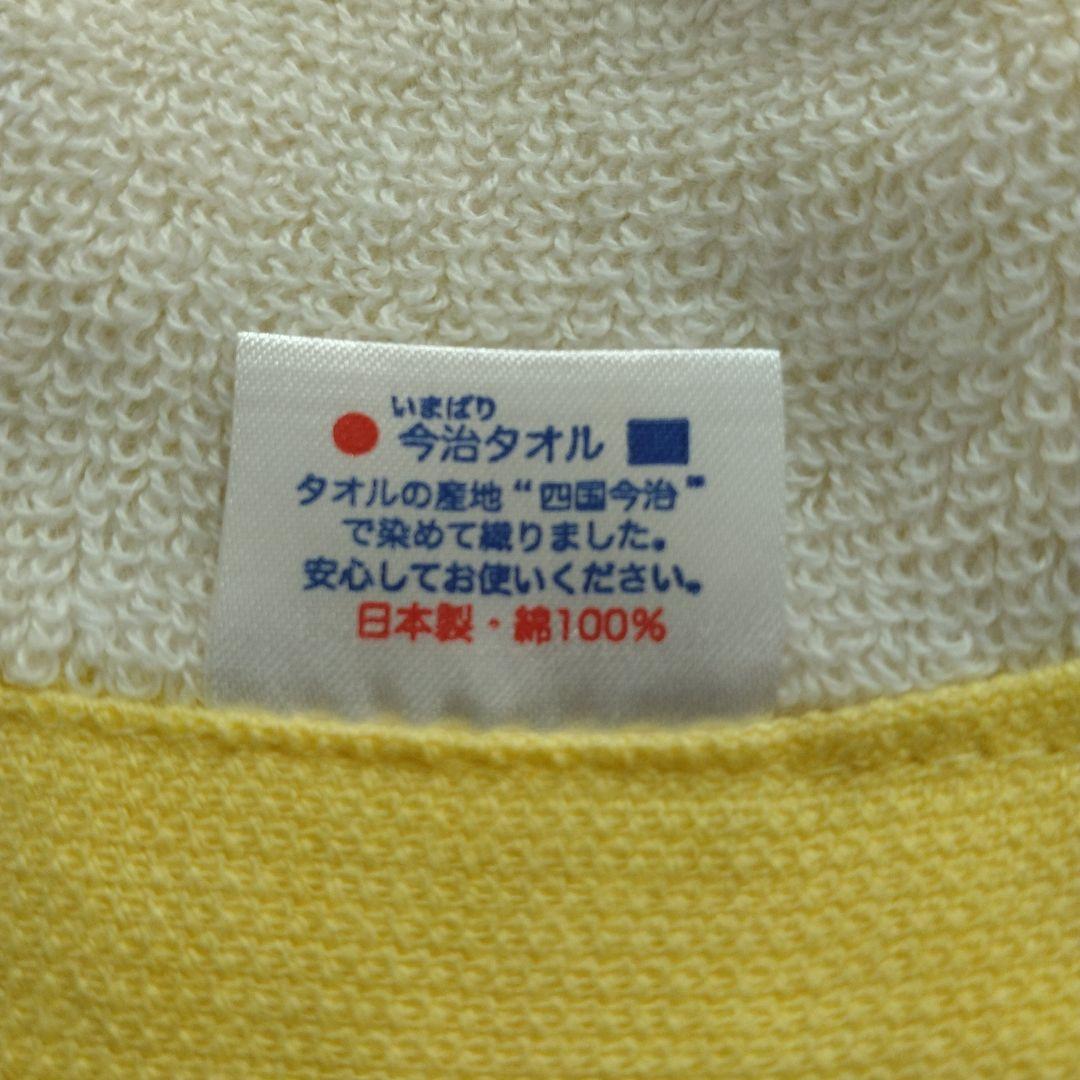 いまばり
今治タオル
タオルの産地“四国今治”
で染めて織りました。
安心してお使いください。
日本製・綿100%